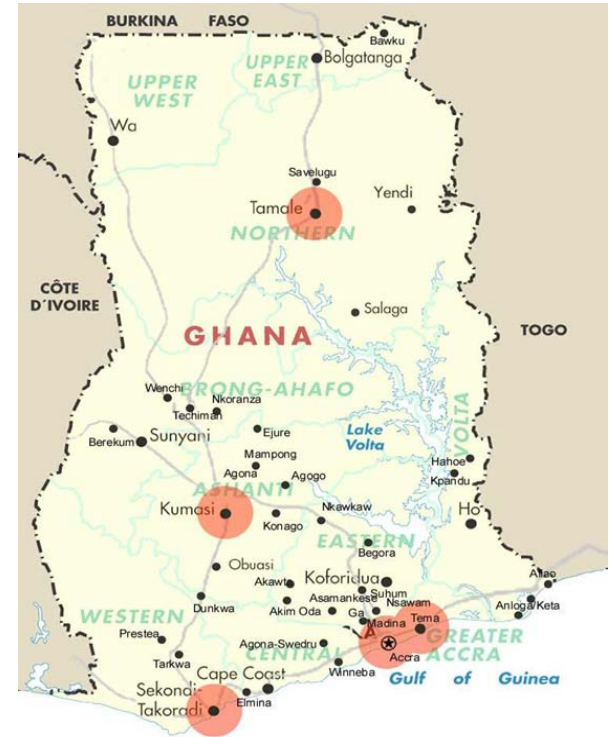 BURKINA FASO
Bawku
Bolgatanga
UPPER
EAST
UPPER
WEST
Wa
Savelugu
Yendi
Tamale
NORTHERN
CÔTE
D'IVOIRE
Salaga
GHANA
TOGO
Wenchi
BRONG-AHAFO
Nkoranza
Techiman
VOLTA
Lake
Volta
Berekum
Sunyani
Ejure
Mampong
Agona
Agogo
Hahoe
Kpandu
ASHANTI
Kumasi
Konago
Nkawkaw
Ho
EASTERN
Begora
Obuasi
Koforidua
Akawt
Aflao
Suhum
Asamankese
Dunkwa
Akim Oda
Nsawam
Anloga/Keta
WESTERN
Ga
Madina
Tema
Prestea
GREATER
ACCRA
Agona-Swedru
CENTRAL
Accra
Tarkwa
Winneba
Cape Coast
Gulf of Guinea
Sekondi-
Takoradi
Elmina